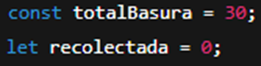 const totalBasura = 30;
let recolectada = 0;